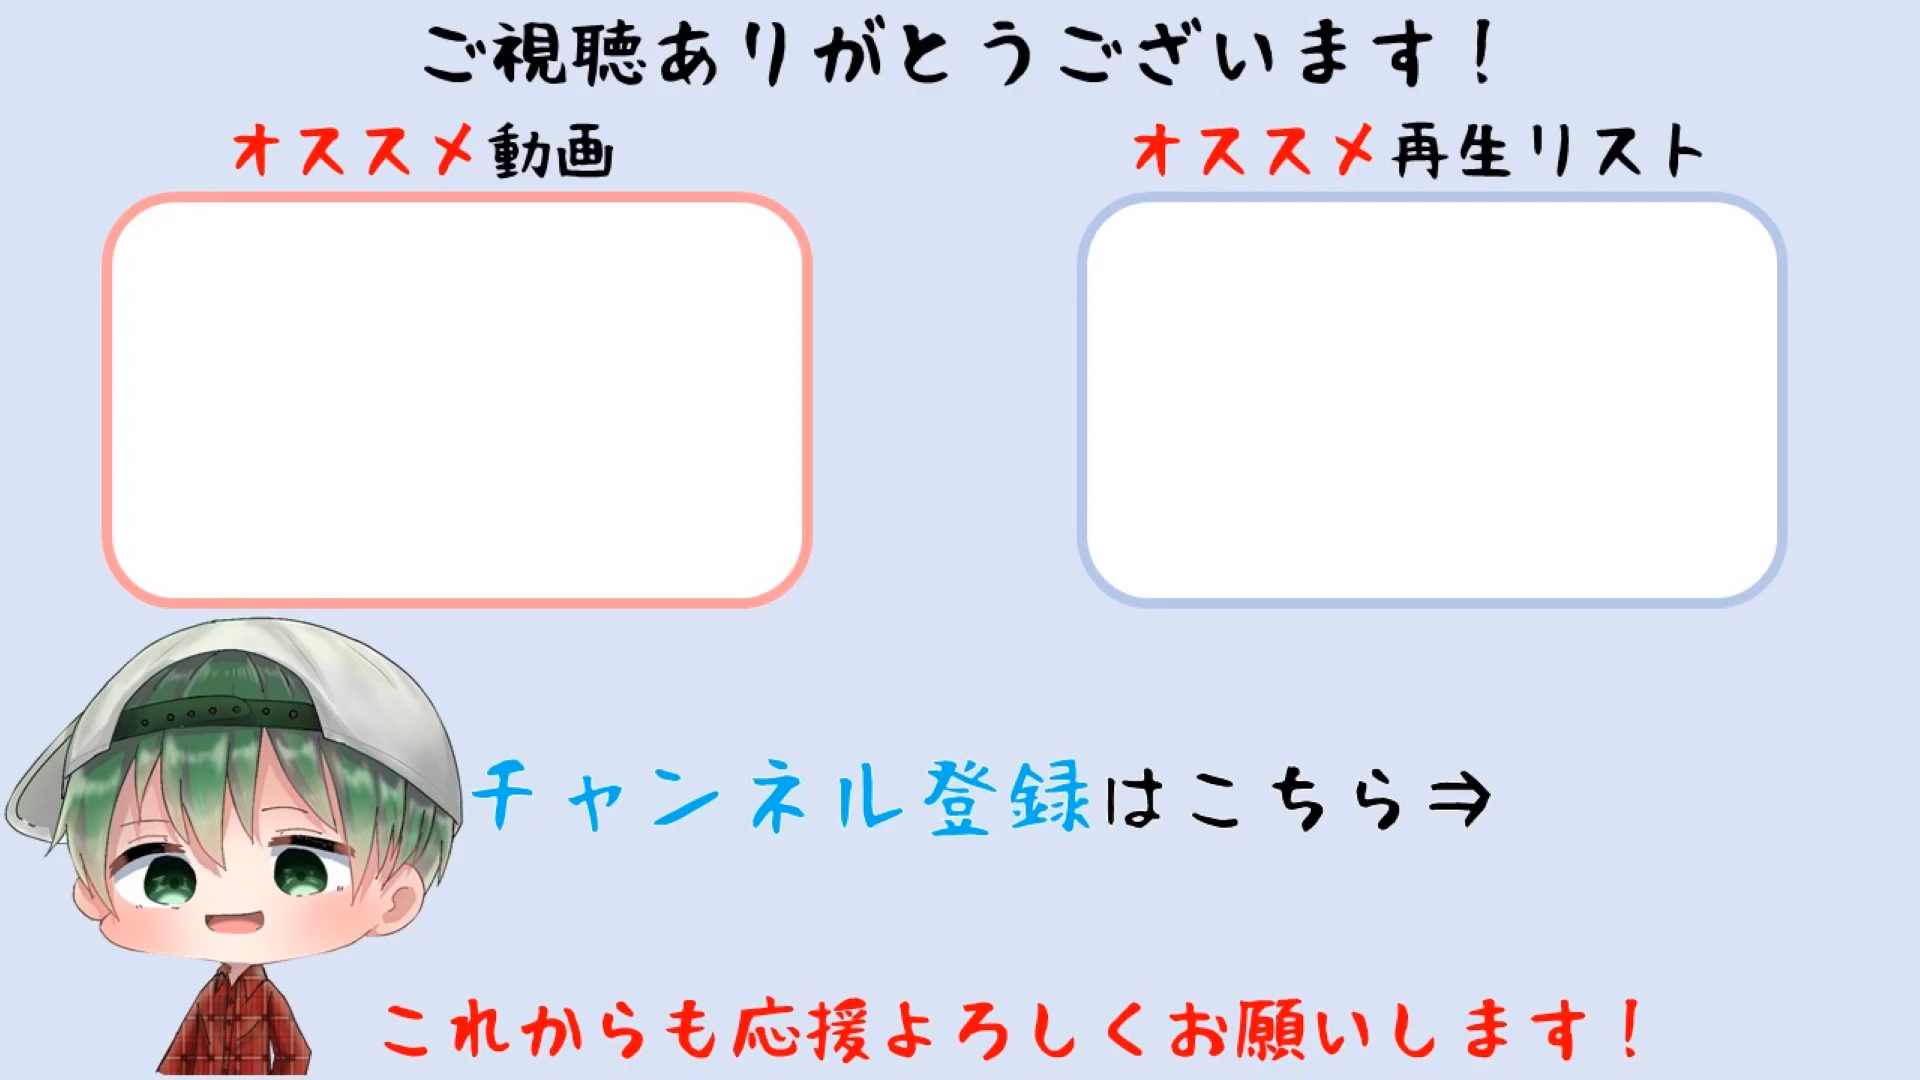 ご視聴ありがとうございます！
オススメ動画
オススメ再生リスト
チャンネル登録はこちら⇒
これからも応援よろしくお願いします！